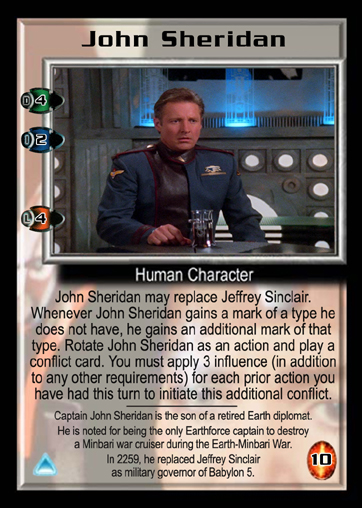 John Sheridan
D 4
I 2
L 4
Human Character
John Sheridan may replace Jeffrey Sinclair.
Whenever John Sheridan gains a mark of a type he
does not have, he gains an additional mark of that
type. Rotate John Sheridan as an action and play a
conflict card. You must apply 3 influence (in addition
to any other requirements) for each prior action you
have had this turn to initiate this additional conflict.
Captain John Sheridan is the son of a retired Earth diplomat.
He is noted for being the only Earthforce captain to destroy
a Minbari war cruiser during the Earth-Minbari War.
In 2259, he replaced Jeffrey Sinclair
as military governor of Babylon 5.
10